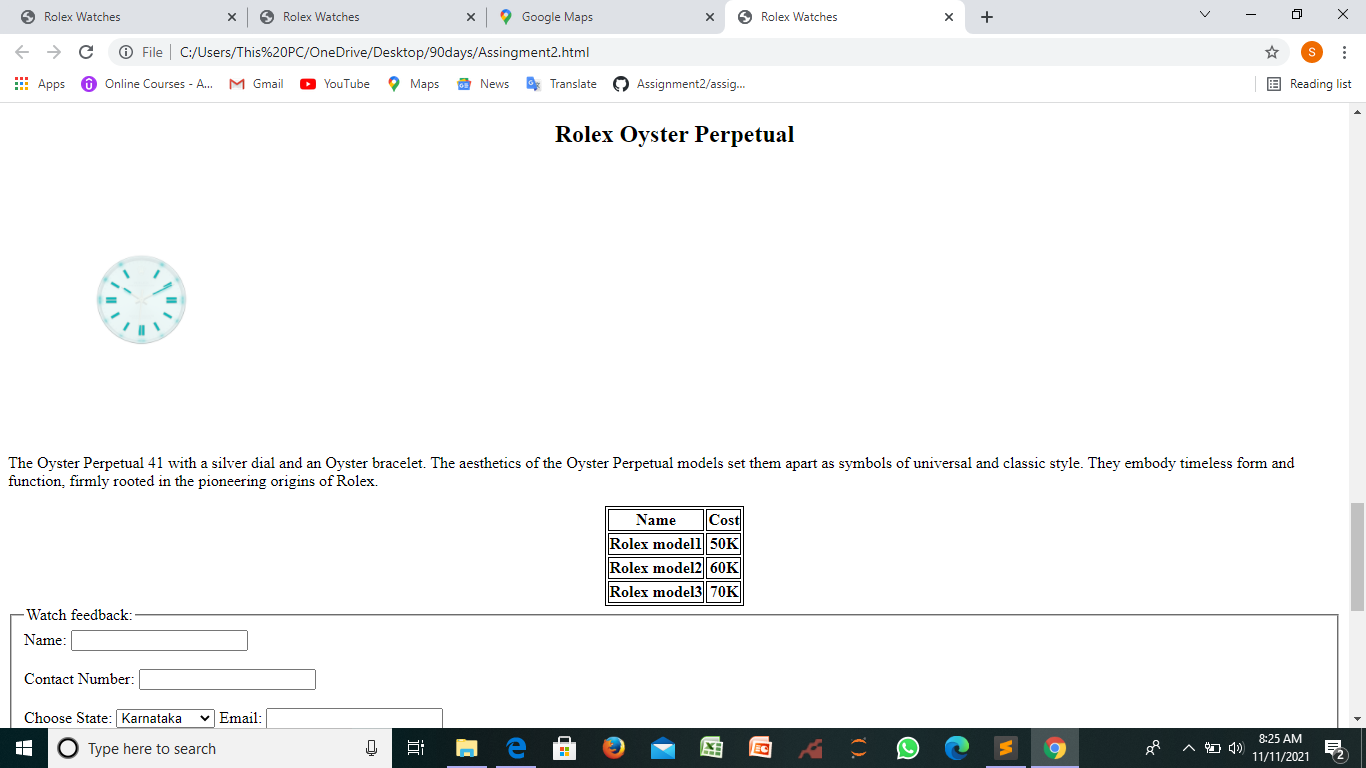 Rolex Watches
Rolex Watches
Google Maps
Rolex Watches
File
C:/Users/This%20PC/OneDrive/Desktop/90days/Assingment2.html
S
Apps
Online Courses - A...
Gmail
YouTube
Maps
News
Translate
Assignment2/assig...
Reading list
Rolex Oyster Perpetual
The Oyster Perpetual 41 with a silver dial and an Oyster bracelet. The aesthetics of the Oyster Perpetual models set them apart as symbols of universal and classic style. They embody timeless form and
function, firmly rooted in the pioneering origins of Rolex.
Name Cost
Rolex model1 50K
Rolex model2 60K
Rolex model3 70K
Watch feedback:
Name:
Contact Number:
Choose State: Karnataka Email:
Type here to search
8:25 AM
11/11/2021
2